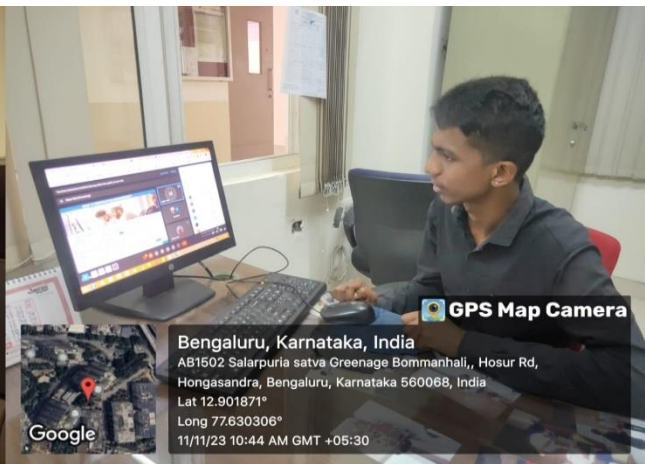 GPS Map Camera
Bengaluru, Karnataka, India
AB1502 Salarpuria satva Greenage Bommanhali,, Hosur Rd,
Hongasandra, Bengaluru, Karnataka 560068, India
Lat 12.901871°
Long 77.630306°
11/11/23 10:44 AM GMT +05:30
Google